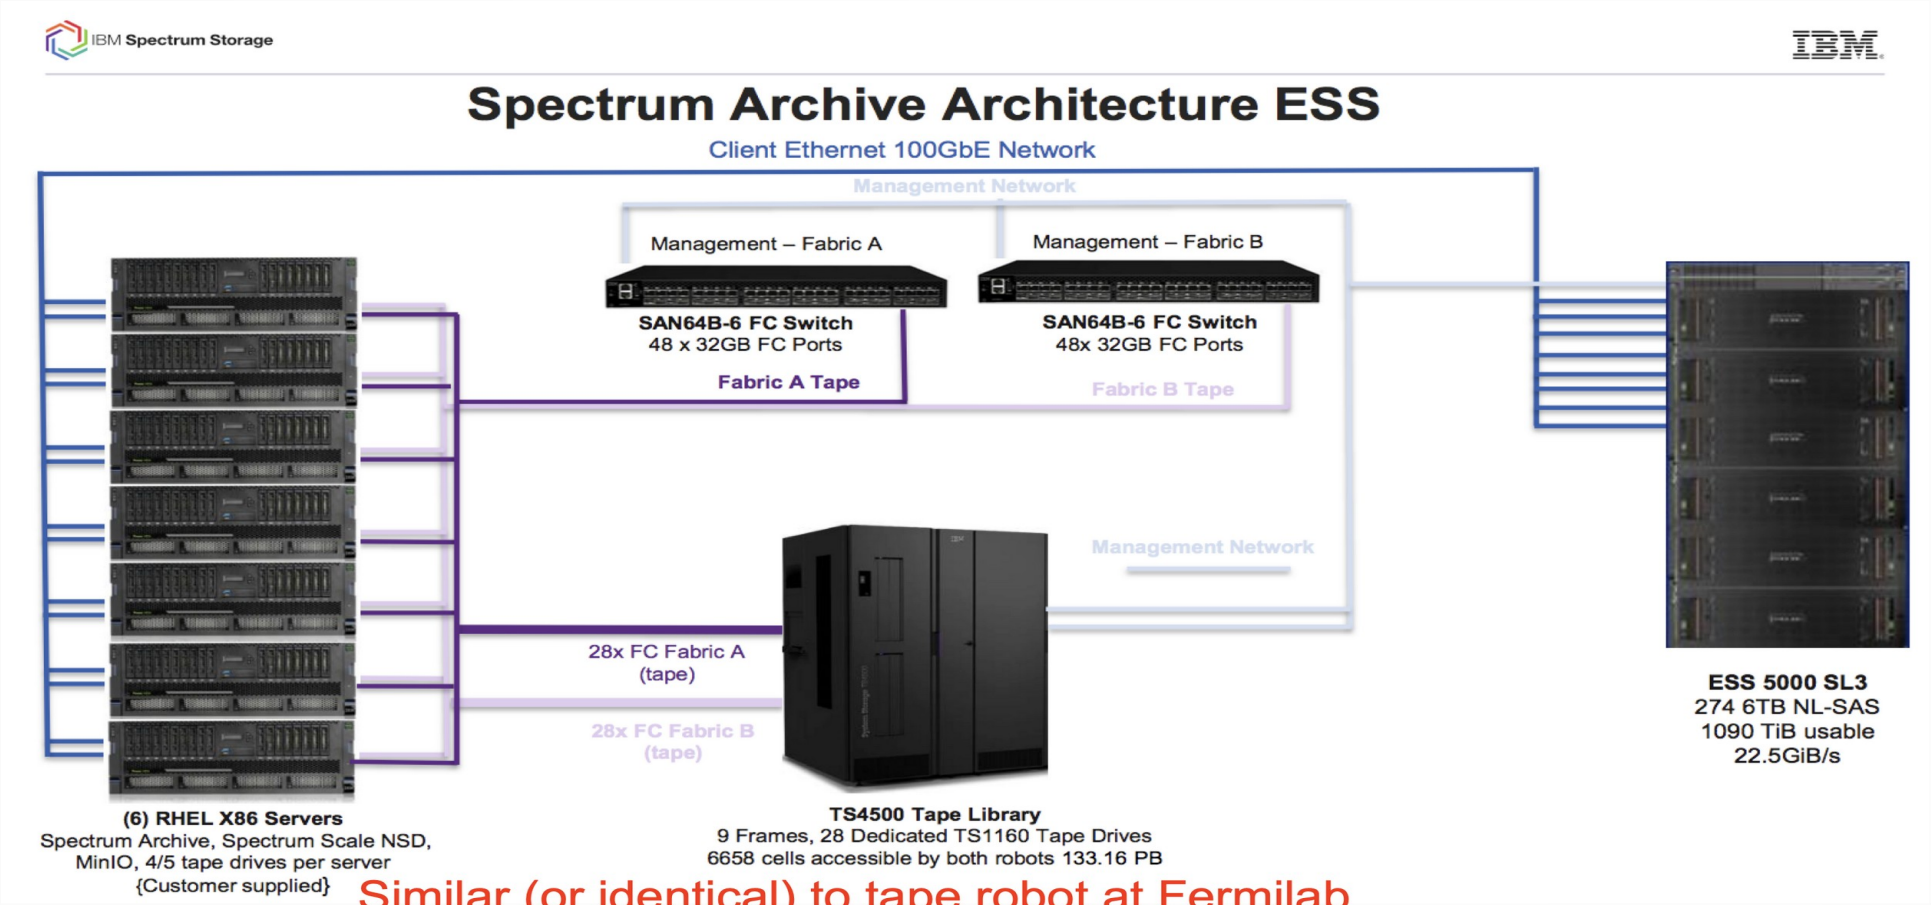 IBM Spectrum Storage
IBM
Spectrum Archive Architecture ESS
Client Ethernet 100GbE Network
Management Network
Management – Fabric A
Management – Fabric B
SAN64B-6 FC Switch
48 x 32GB FC Ports
SAN64B-6 FC Switch
48x 32GB FC Ports
Fabric A Tape
Fabric B Tape
Management Network
28x FC Fabric A
(tape)
28x FC Fabric B
(tape)
IBM
ESS 5000 SL3
274 6TB NL-SAS
1090 TiB usable
22.5GiB/s
(6) RHEL X86 Servers
Spectrum Archive, Spectrum Scale NSD,
MinIO, 4/5 tape drives per server
{Customer supplied}
TS4500 Tape Library
9 Frames, 28 Dedicated TS1160 Tape Drives
6658 cells accessible by both robots 133.16 PB
Similar (or identical) to tape robot at Fermilab